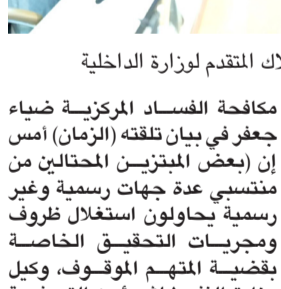 لاك المتقدم لوزارة الداخلية
مكافحة الفساد المركزية ضياء
جعفر في بيان تلقته (الزمان) أمس
إن (بعض المبتزين المحتالين من
منتسبي عدة جهات رسمية وغير
رسمية يحاولون استغلال ظروف
ومجريات التحقيق الخاصة
بقضية المتهم الموقوف، وكيل